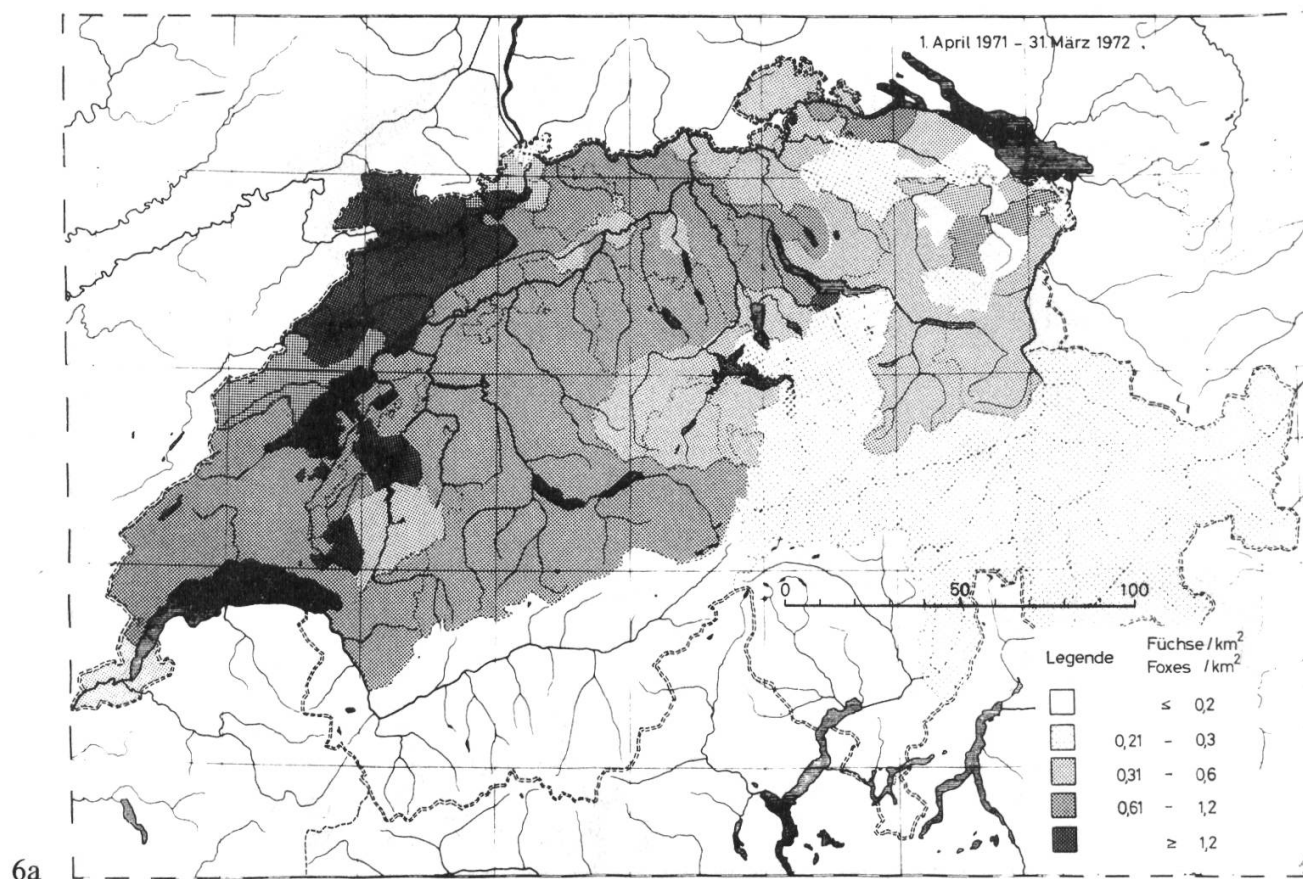 1. April 1971 – 31. März 1972
0 50 100
Legende
Füchse/km²
Foxes /km²
≤ 0,2
0,21 – 0,3
0,31 – 0,6
0,61 – 1,2
≥ 1,2
6a